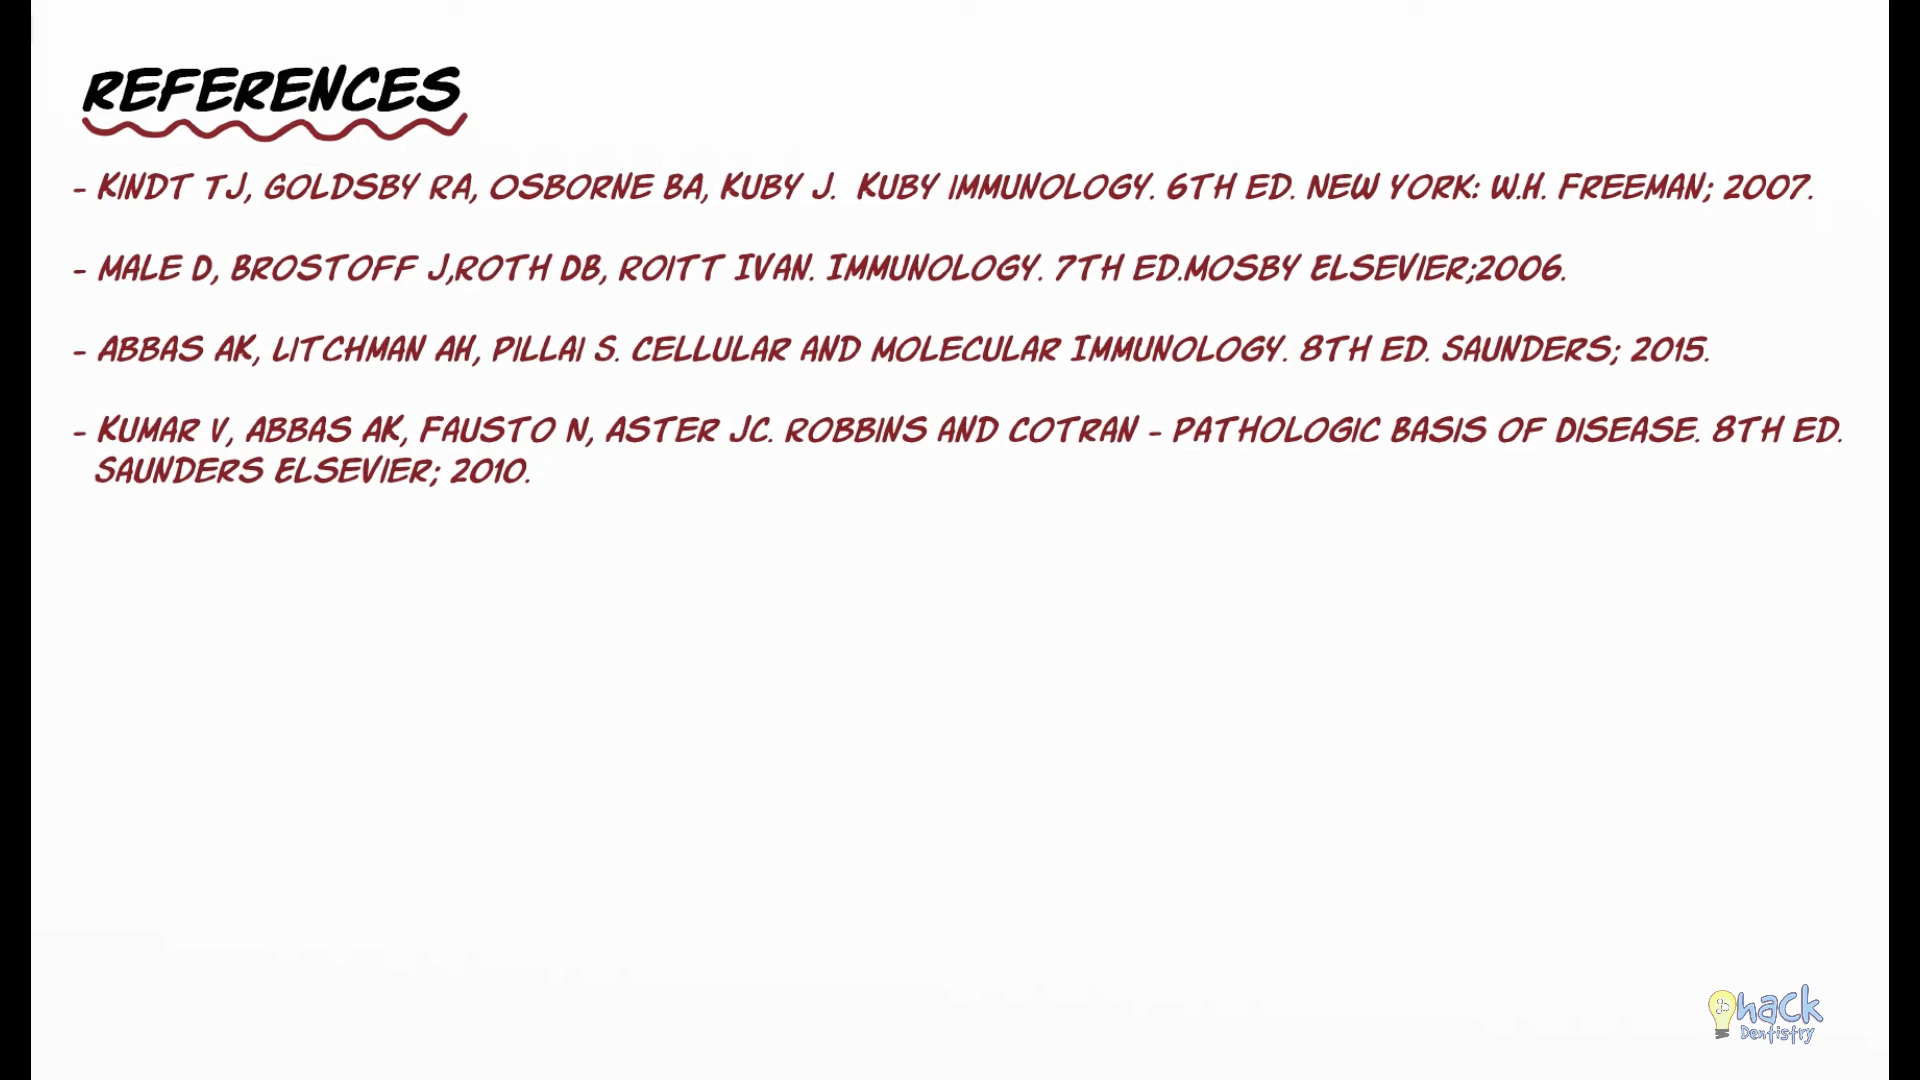 REFERENCES
- KINDT TJ, GOLDSBY RA, OSBORNE BA, KUBY J. KUBY IMMUNOLOGY. 6TH ED. NEW YORK: W.H. FREEMAN; 2007.
- MALE D, BROSTOFF J,ROTH DB, ROITT IVAN. IMMUNOLOGY. 7TH ED.MOSBY ELSEVIER;2006.
- ABBAS AK, LITCHMAN AH, PILLAI S. CELLULAR AND MOLECULAR IMMUNOLOGY. 8TH ED. SAUNDERS; 2015.
- KUMAR V, ABBAS AK, FAUSTO N, ASTER JC. ROBBINS AND COTRAN - PATHOLOGIC BASIS OF DISEASE. 8TH ED.
SAUNDERS ELSEVIER; 2010.
hack
Dentistry